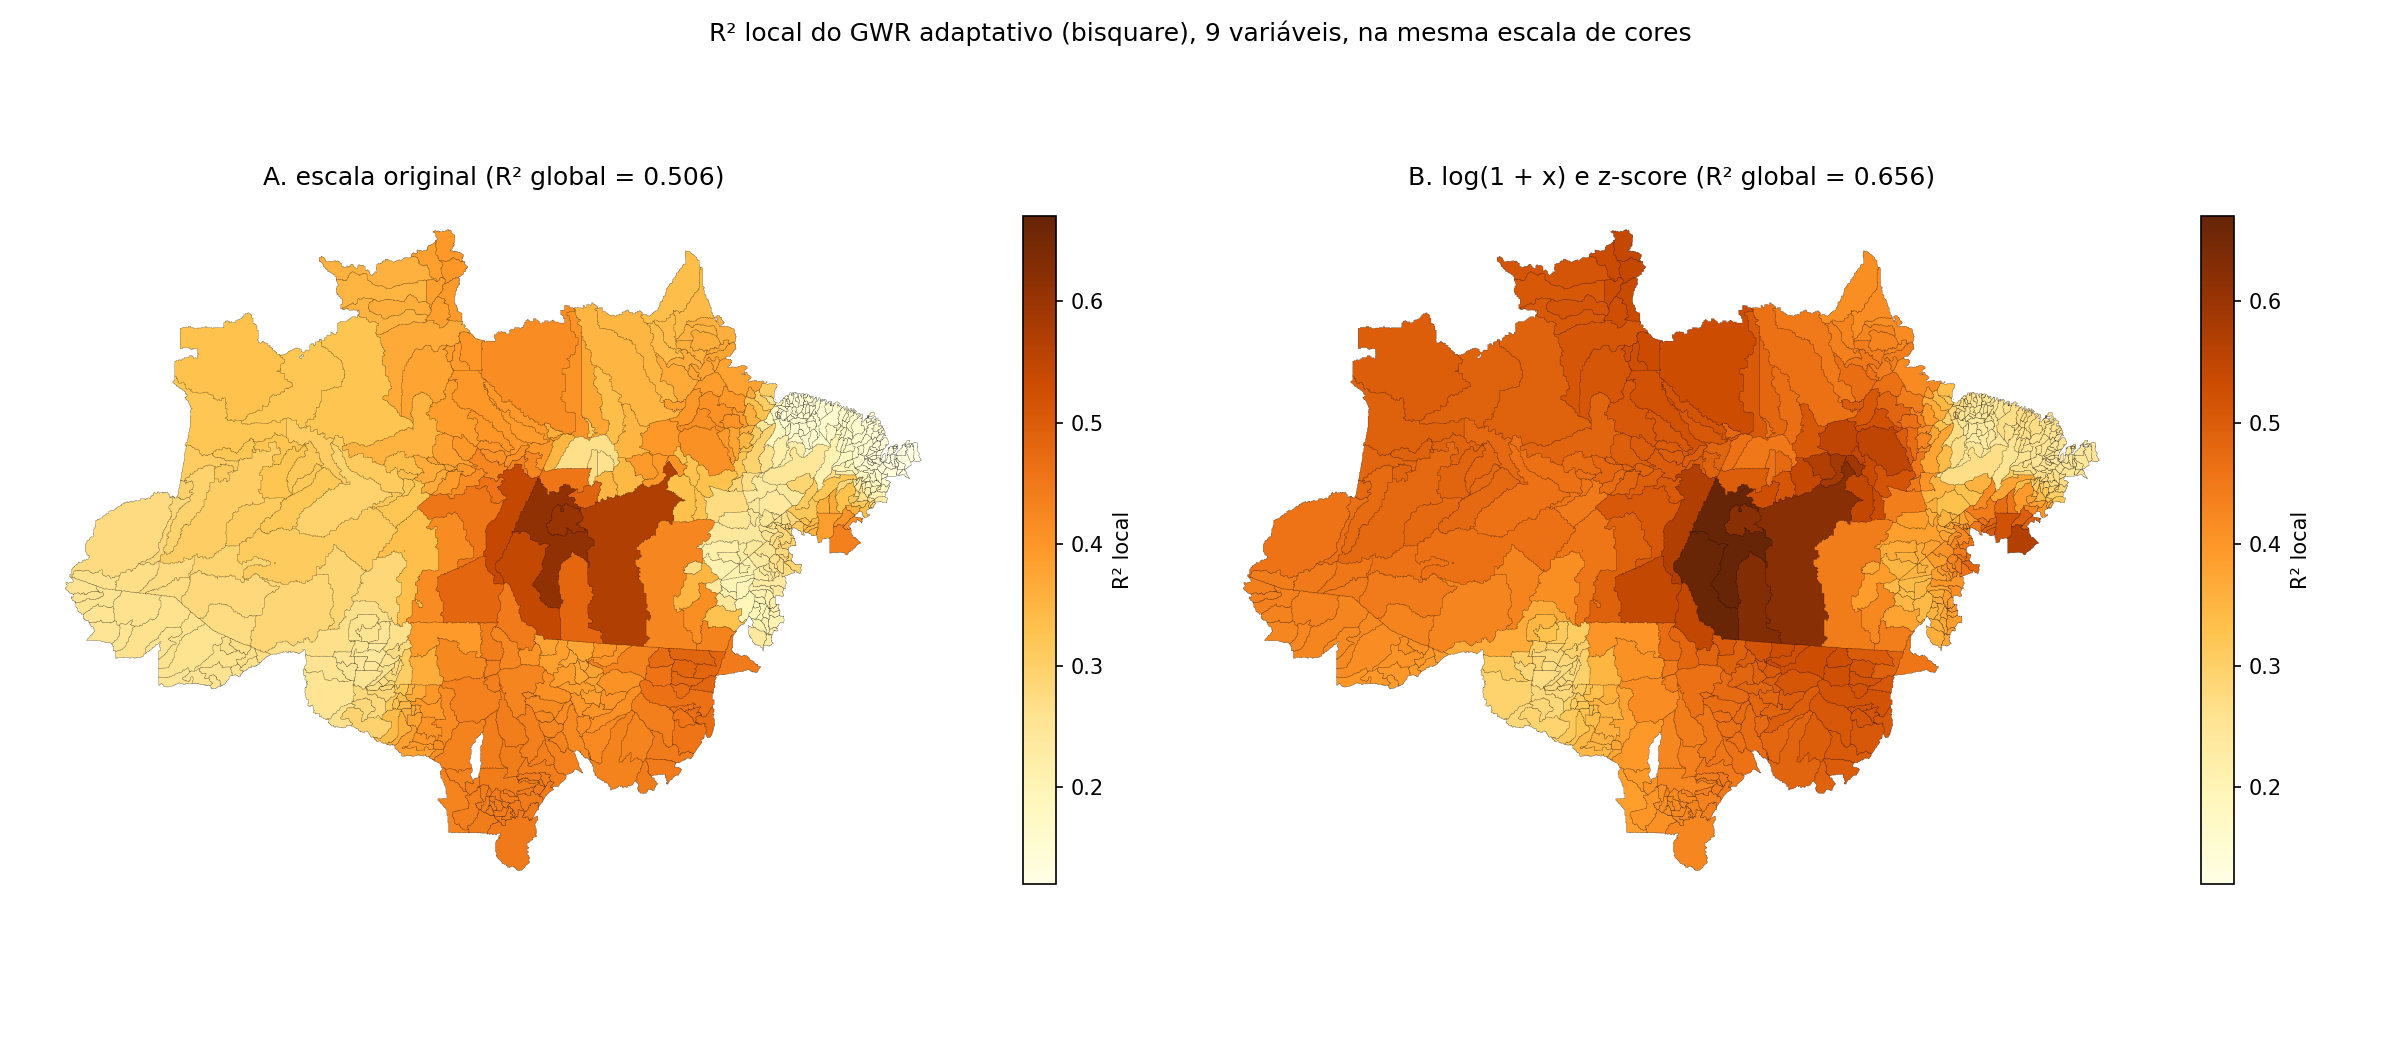 R² local do GWR adaptativo (bisquare), 9 variáveis, na mesma escala de cores
A. escala original (R² global = 0.506)
0.6
0.5
0.4
0.3
0.2
R² local
B. log(1 + x) e z-score (R² global = 0.656)
0.6
0.5
0.4
0.3
0.2
R² local